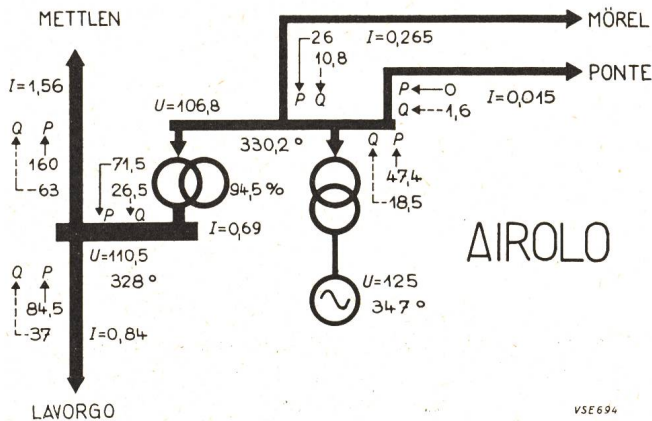 METTLEN
MÖREL
PONTE
26
I=0,265
10,8
P Q
P 0
Q 1,6
I=0,015
I=1,56
U=106,8
330,2°
Q P
160
63
71,5
26,5
P Q
94,5 %
Q P
47,4
18,5
I=0,69
U=110,5
328°
AIROLO
Q P
84,5
37
I=0,84
U=125
347°
LAVORGO
VSE694